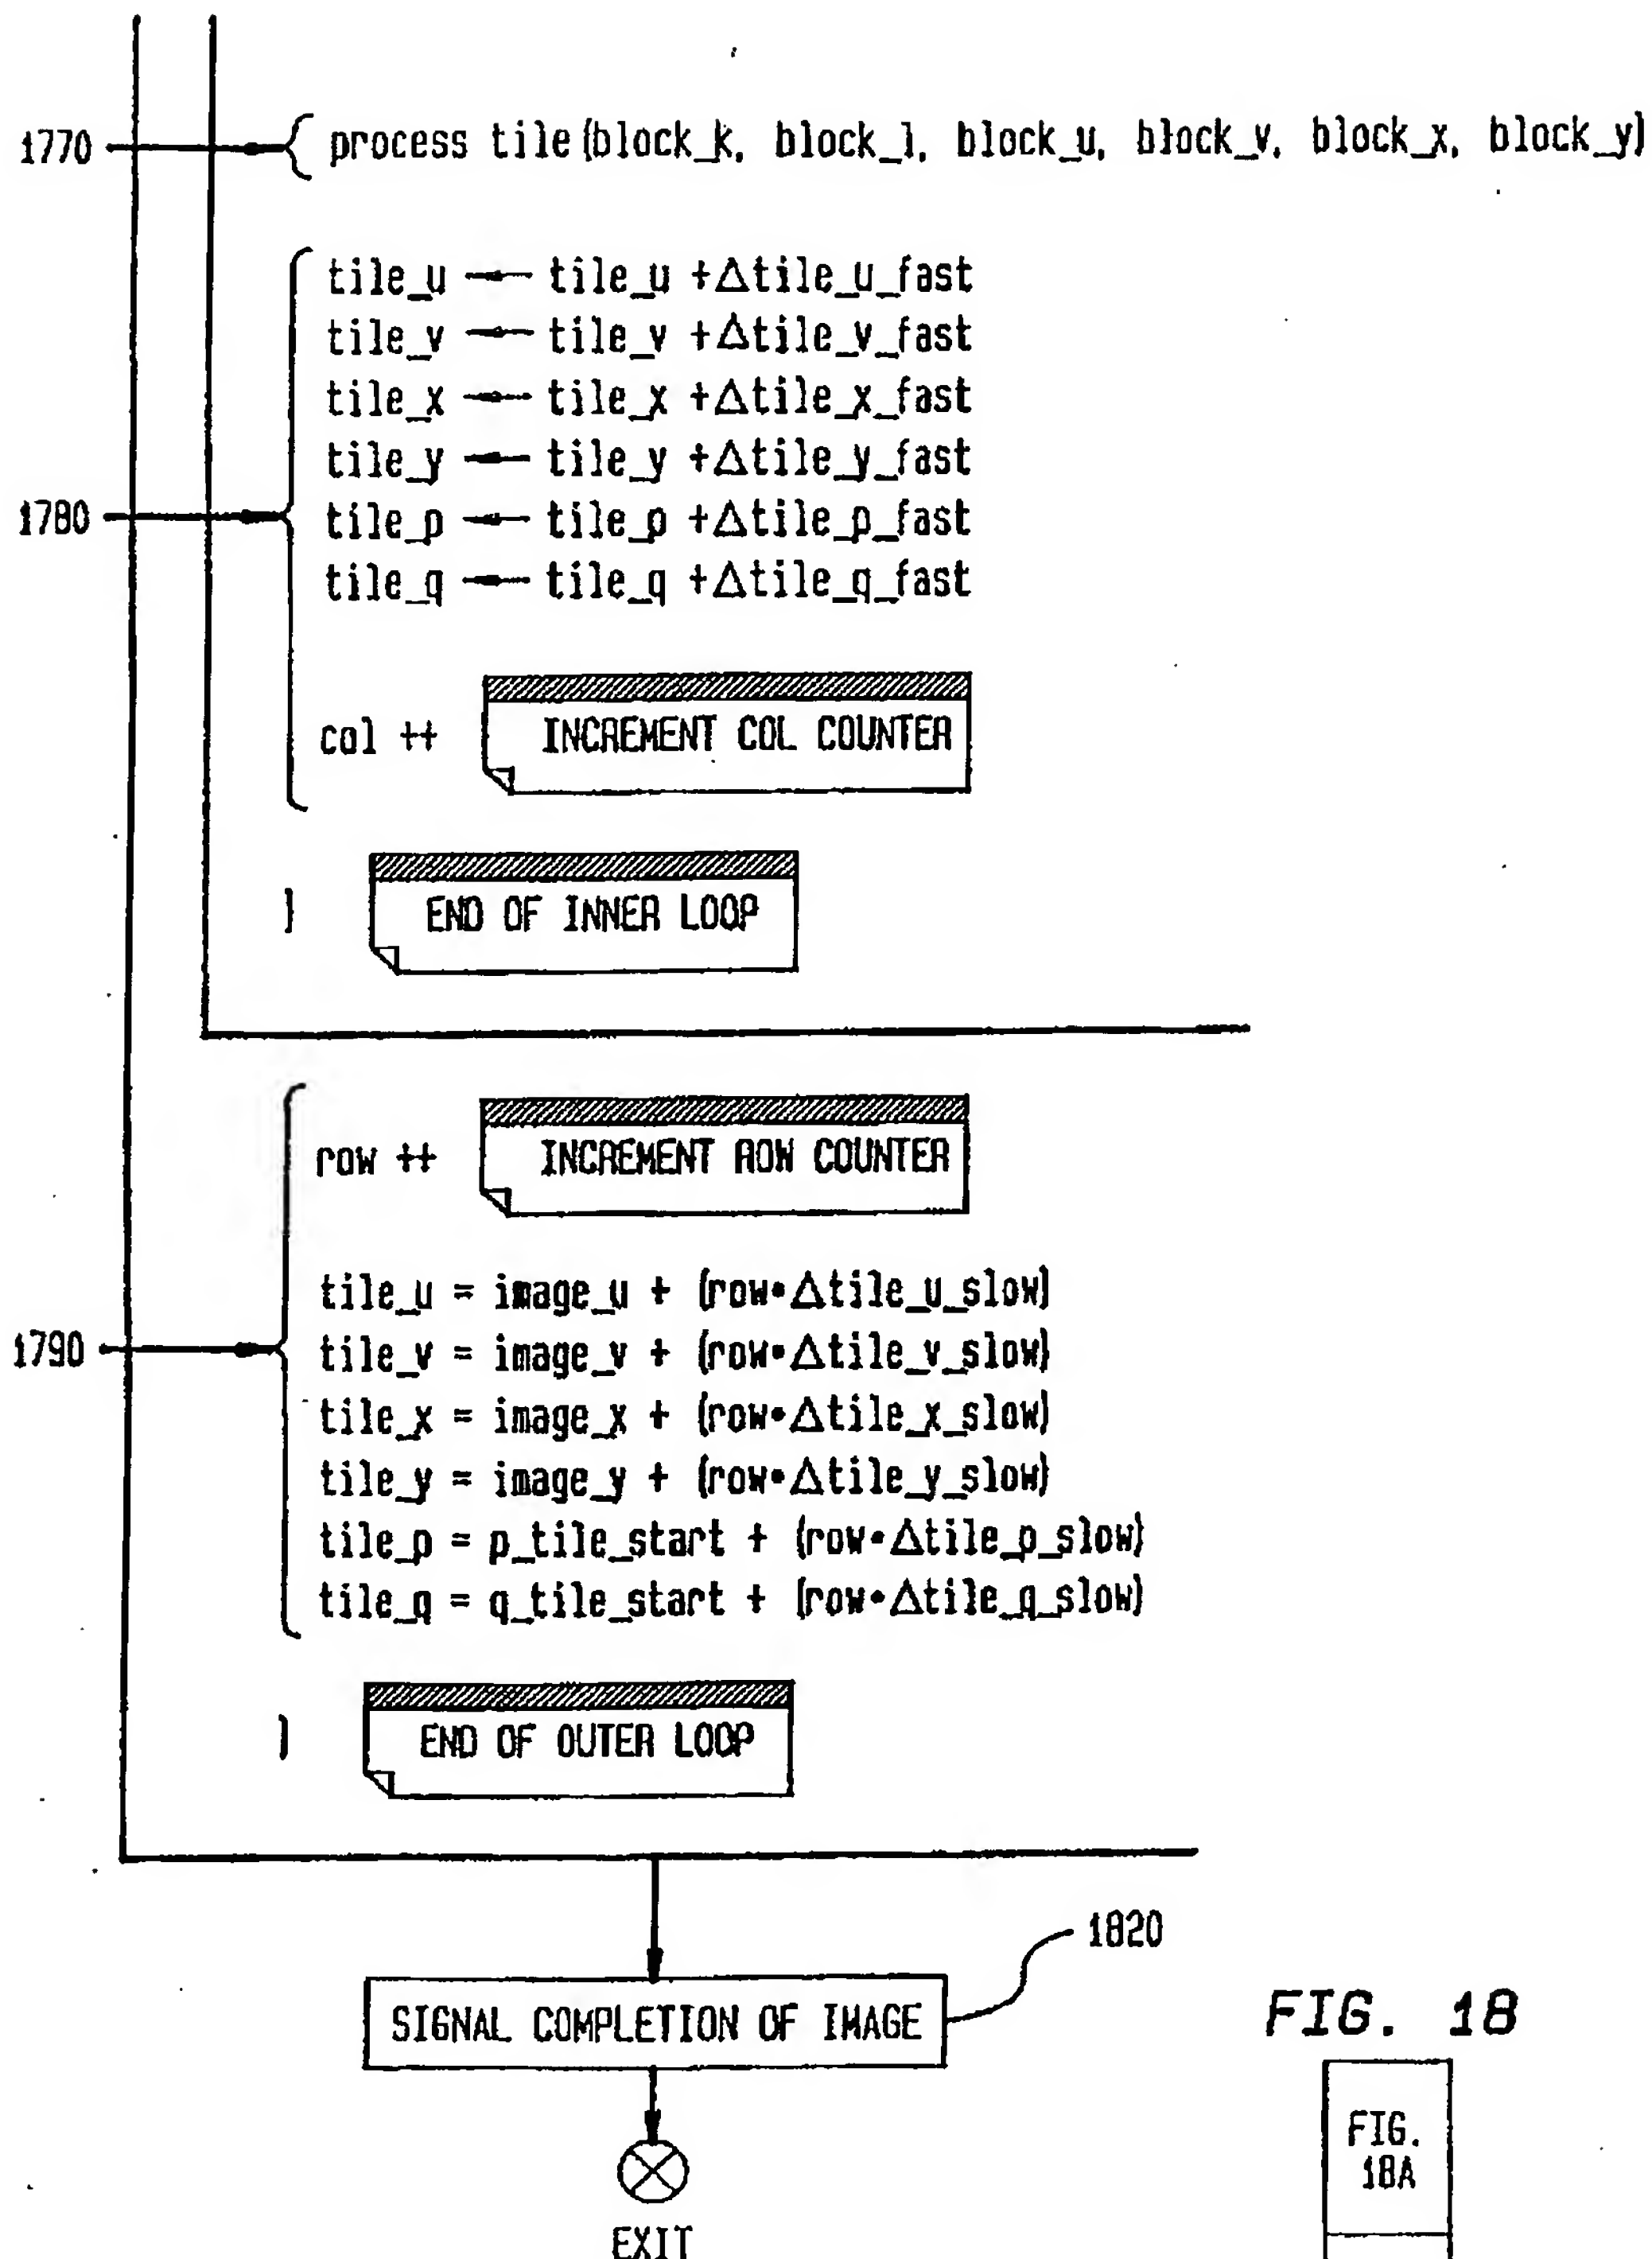 1770 { process tile (block_k, block_l, block_u, block_v, block_x, block_y)
tile_u ← tile_u +Δtile_u_fast
tile_v ← tile_v +Δtile_v_fast
tile_x ← tile_x +Δtile_x_fast
tile_y ← tile_y +Δtile_y_fast
1780 tile_p ← tile_p +Δtile_p_fast
tile_q ← tile_q +Δtile_q_fast
col ++ INCREMENT COL COUNTER
} END OF INNER LOOP
row ++ INCREMENT ROW COUNTER
tile_u = image_u + (row•Δtile_u_slow)
1790 tile_v = image_v + (row•Δtile_v_slow)
tile_x = image_x + (row•Δtile_x_slow)
tile_y = image_y + (row•Δtile_y_slow)
tile_p = p_tile_start + (row•Δtile_p_slow)
tile_q = q_tile_start + (row•Δtile_q_slow)
} END OF OUTER LOOP
1820
SIGNAL COMPLETION OF IMAGE
EXIT
FIG. 18
FIG.
18A